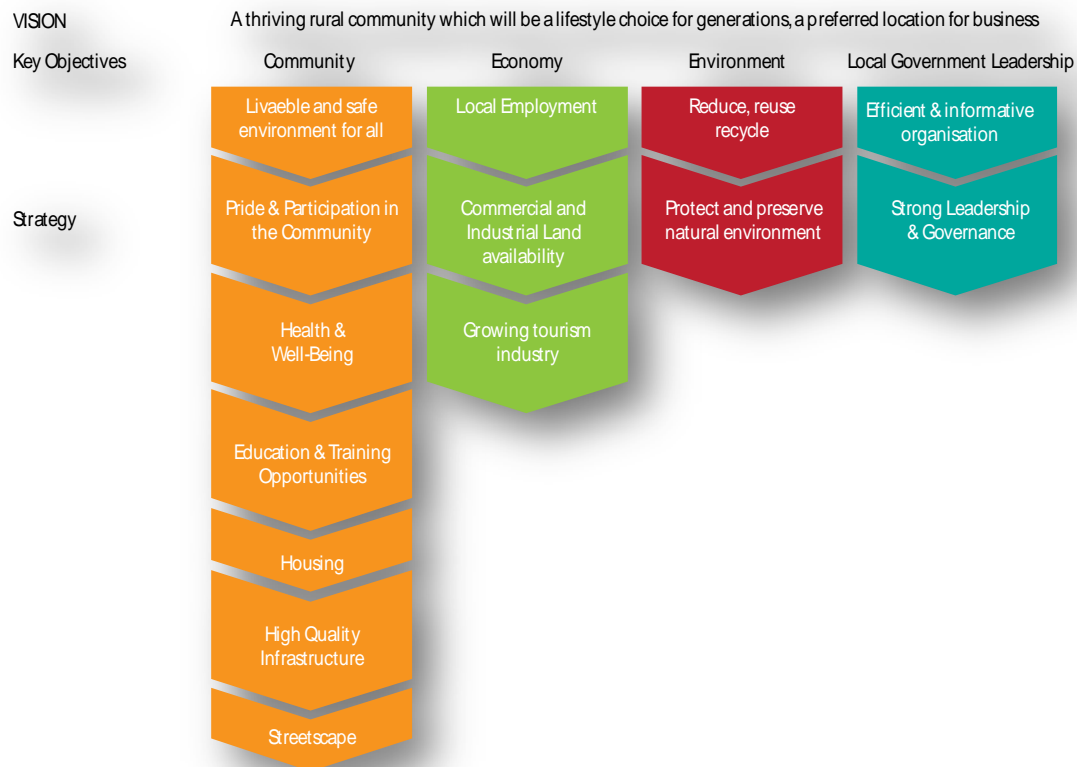 VISION
A thriving rural community which will be a lifestyle choice for generations, a preferred location for business
Key Objectives
Community
Economy
Environment
Local Government Leadership
Livaeble and safe
environment for all
Local Employment
Reduce, reuse
recycle
Efficient & informative
organisation
Strategy
Pride & Participation in
the Community
Commercial and
Industrial Land
availability
Protect and preserve
natural environment
Strong Leadership
& Governance
Health &
Well-Being
Growing tourism
industry
Education & Training
Opportunities
Housing
High Quality
Infrastructure
Streetscape